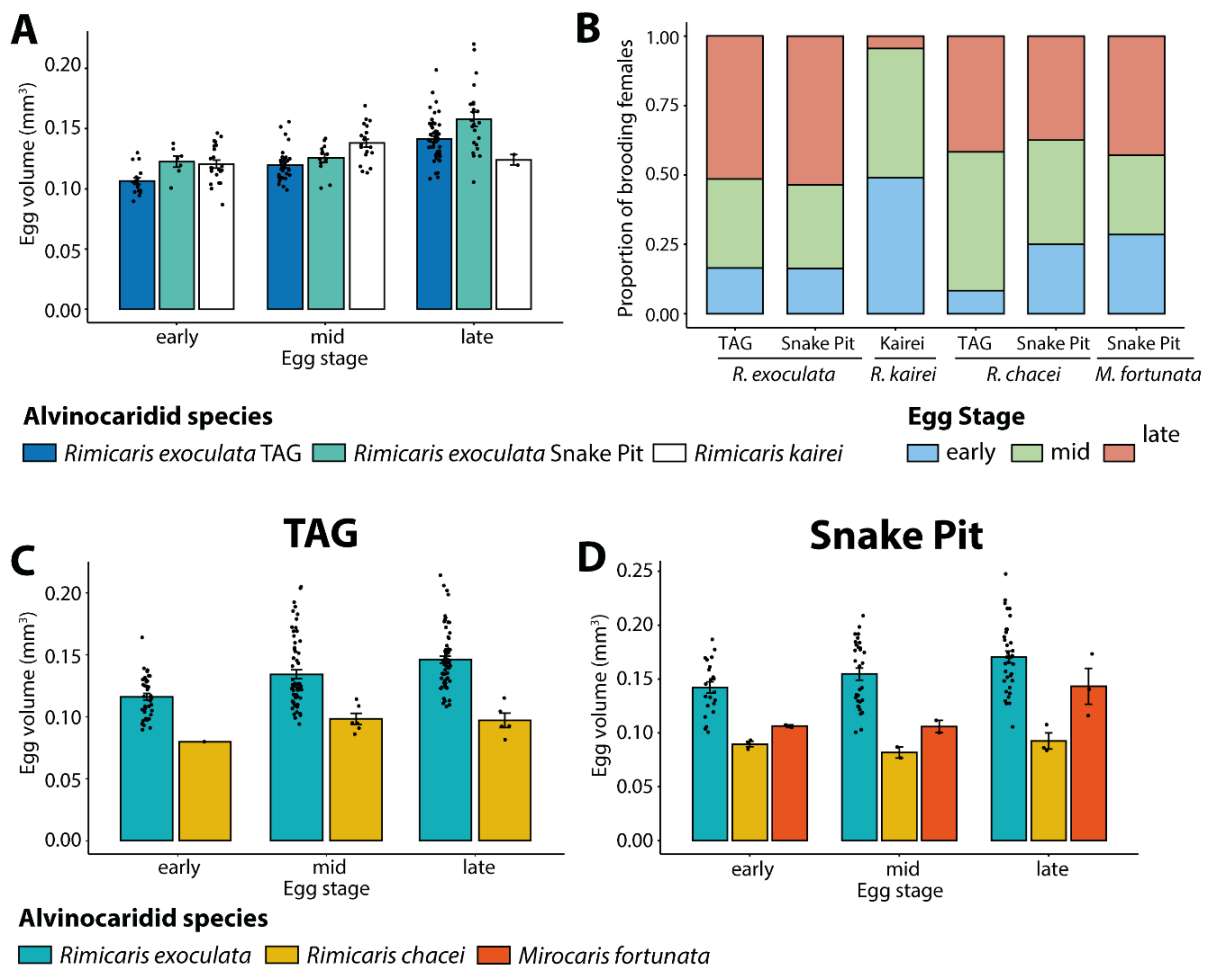 A
Egg volume (mm³)
0.20
0.15
0.10
0.05
0.00
early mid late
Egg stage
B
Proportion of brooding females
1.00
0.75
0.50
0.25
0.00
TAG Snake Pit Kairei TAG Snake Pit Snake Pit
R. exoculata R. kairei R. chacei M. fortunata
Alvinocaridid species
Rimicaris exoculata TAG Rimicaris exoculata Snake Pit Rimicaris kairei
Egg Stage
early mid late
TAG
C
Egg volume (mm³)
0.20
0.15
0.10
0.05
0.00
early mid late
Egg stage
Snake Pit
D
Egg volume (mm³)
0.25
0.20
0.15
0.10
0.05
0.00
early mid late
Egg stage
Alvinocaridid species
Rimicaris exoculata Rimicaris chacei Mirocaris fortunata